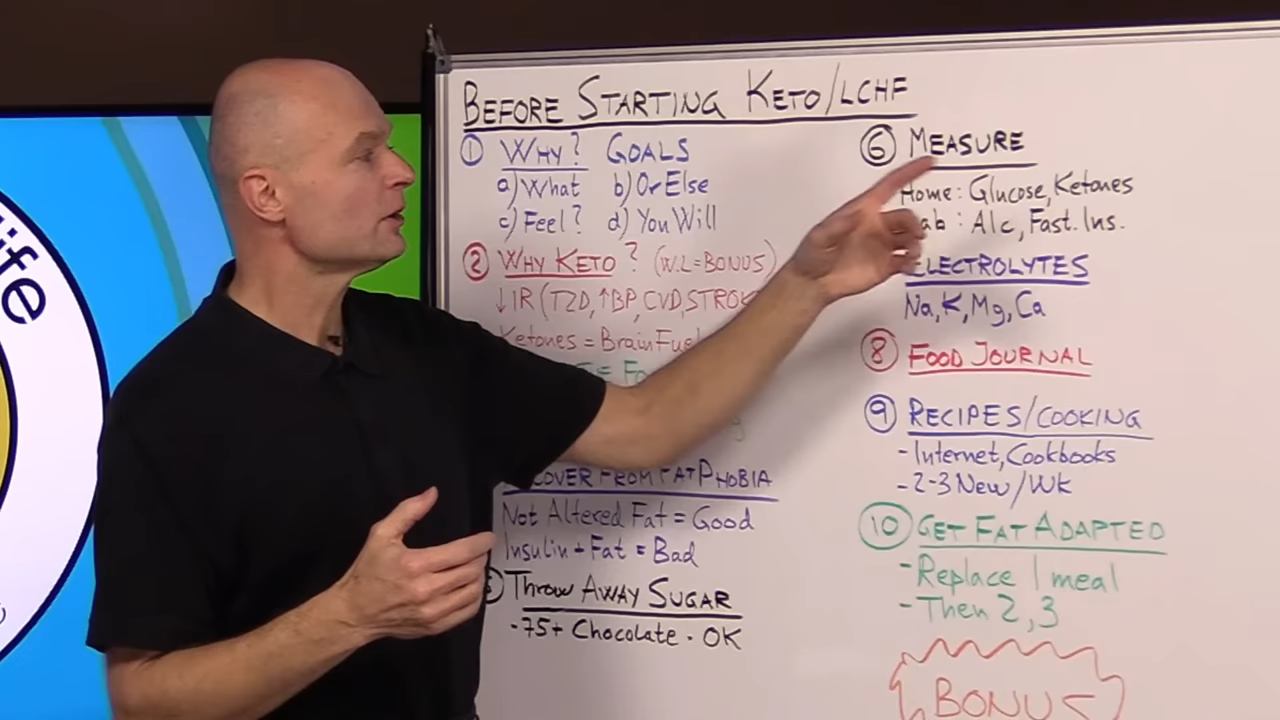 BEFORE STARTING KETO/LCHF
① WHY? GOALS
a) What b) Or Else
c) Feel? d) You Will
② WHY KETO? (W.L=BONUS)
↓IR (T2D, ↑BP, CVD, STROK
Ketones = Brain Fuel
COVER FROM FAT PHOBIA
Not Altered Fat = Good
Insulin + Fat = Bad
THROW AWAY SUGAR
-75+ Chocolate - OK
⑥ MEASURE
Home: Glucose, Ketones
Lab: A1c, Fast. Ins.
ELECTROLYTES
Na, K, Mg, Ca
⑧ FOOD JOURNAL
⑨ RECIPES/COOKING
-Internet, Cookbooks
-2-3 New/Wk
⑩ GET FAT ADAPTED
-Replace 1 meal
-Then 2, 3
BONUS
ife